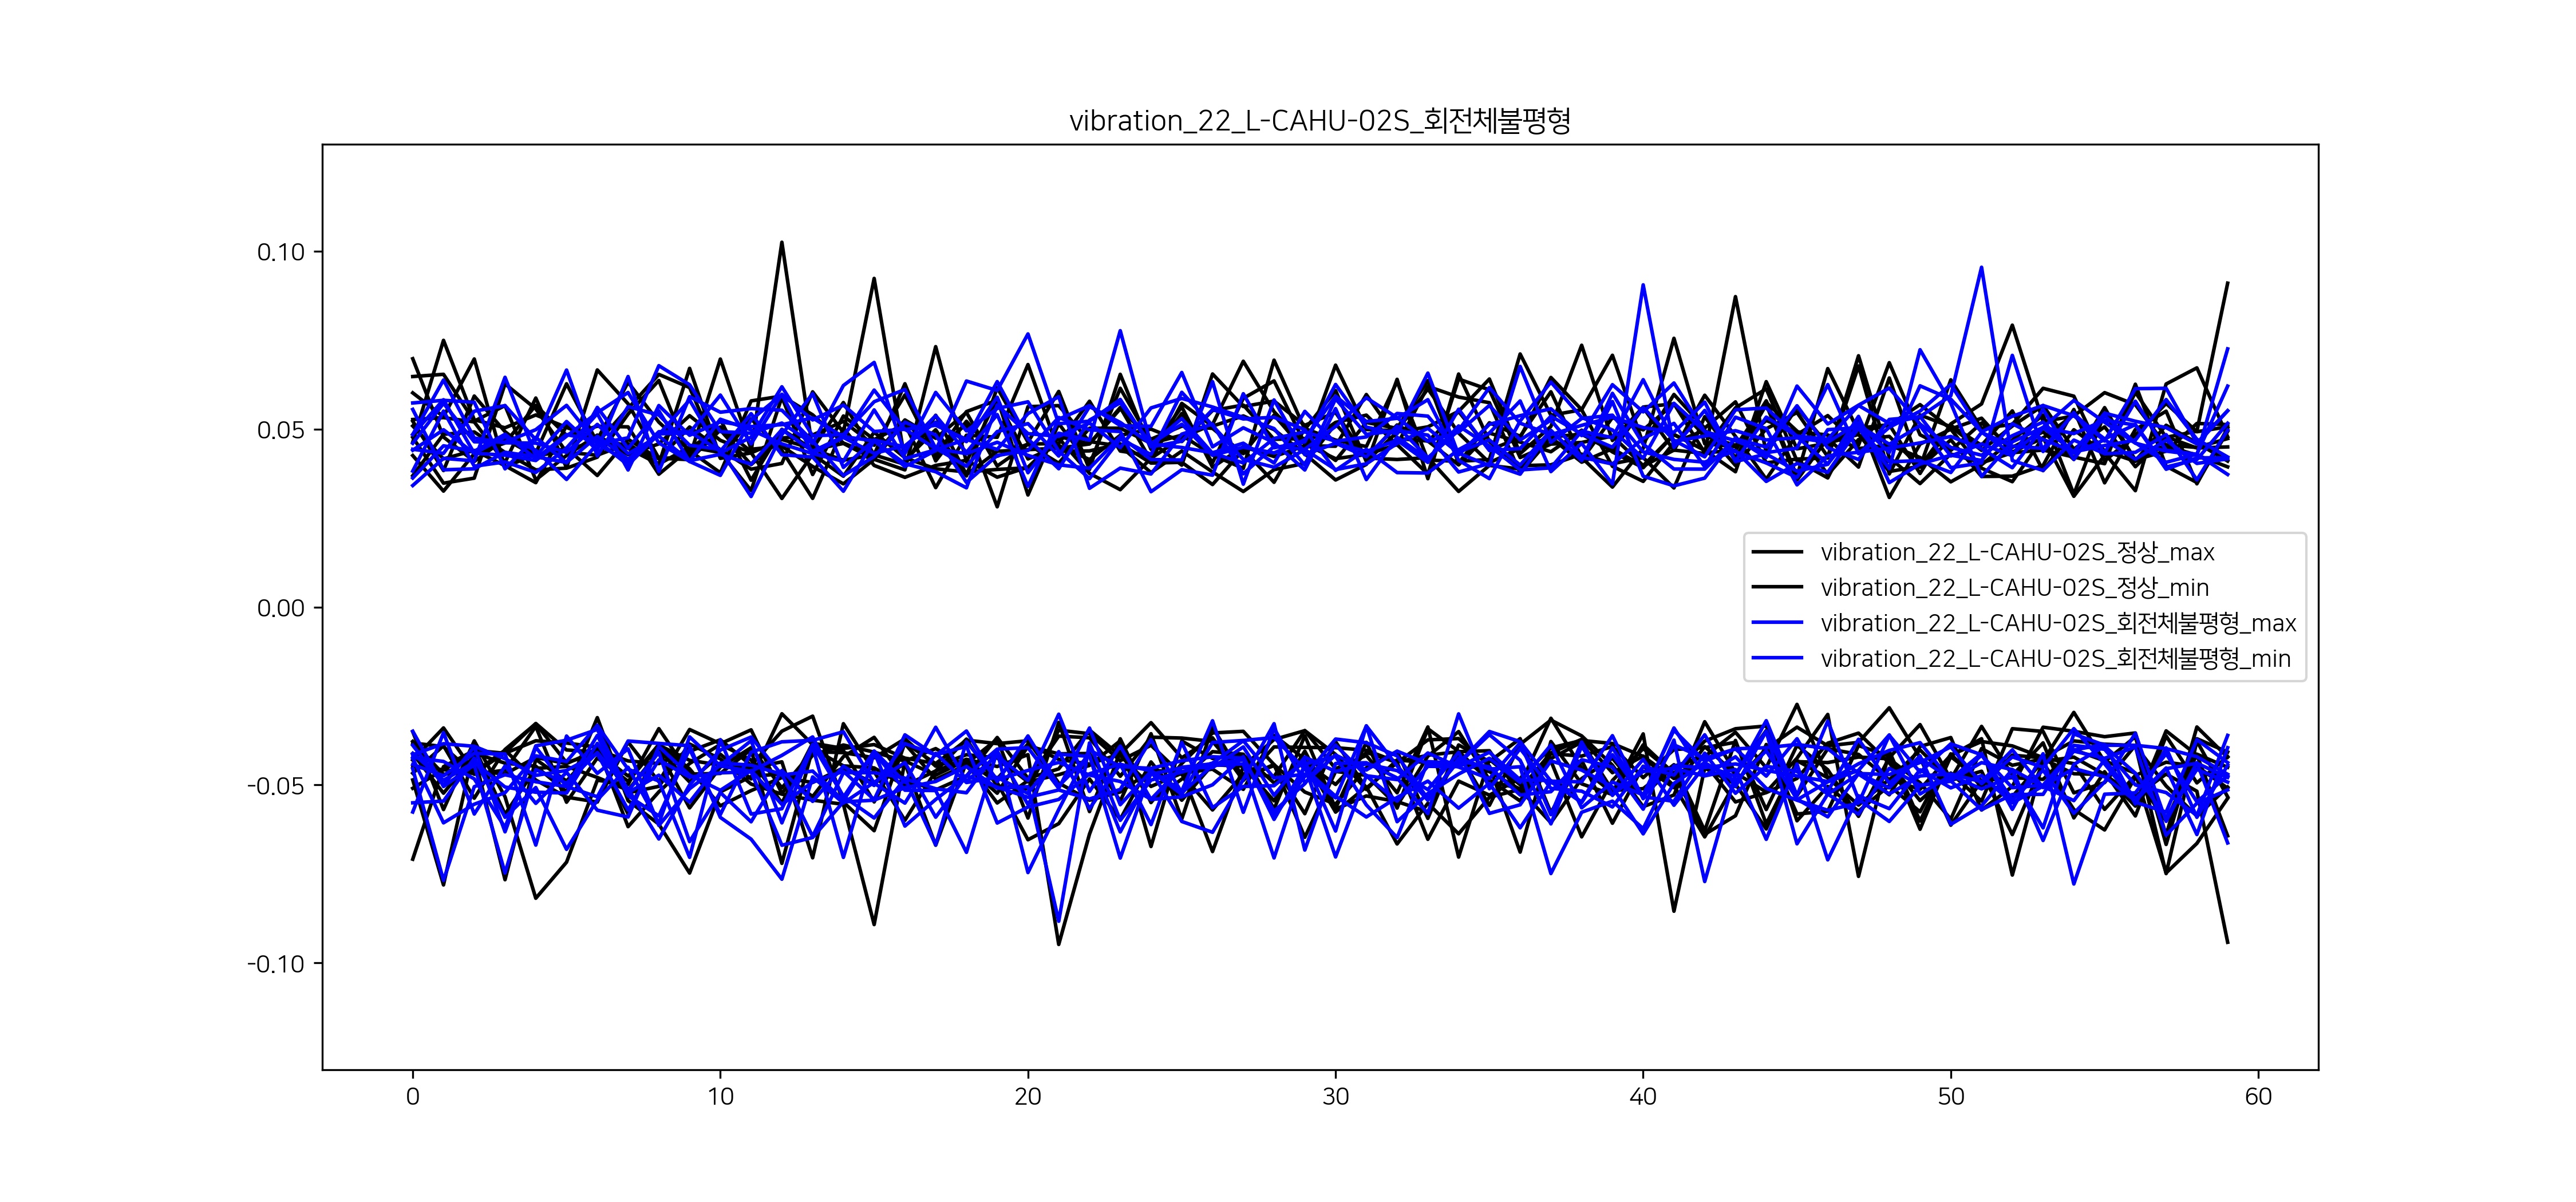 vibration_22_L-CAHU-02S_회전체불평형
0.10
0.05
0.00
-0.05
-0.10
vibration_22_L-CAHU-02S_정상_max
vibration_22_L-CAHU-02S_정상_min
vibration_22_L-CAHU-02S_회전체불평형_max
vibration_22_L-CAHU-02S_회전체불평형_min
0 10 20 30 40 50 60